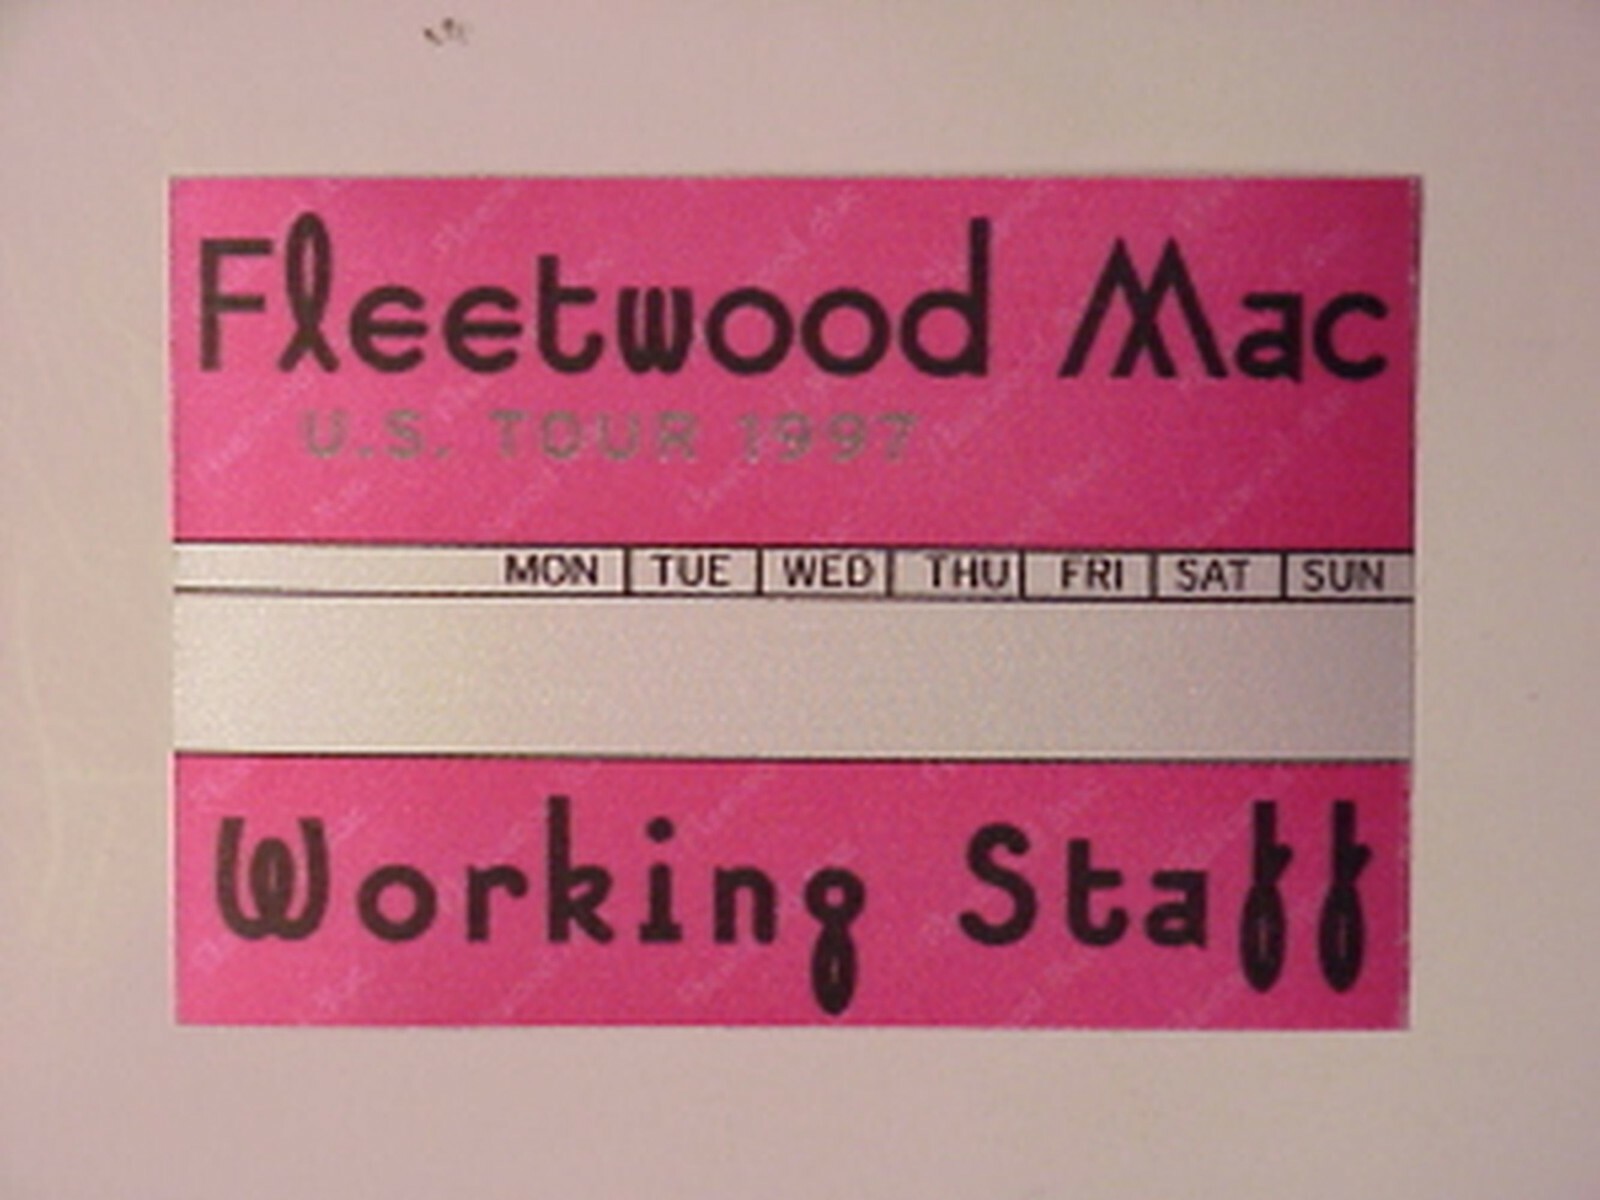 Fleetwood Mac
U.S. TOUR 1997
MON TUE WED THU FRI SAT SUN
Working Staff